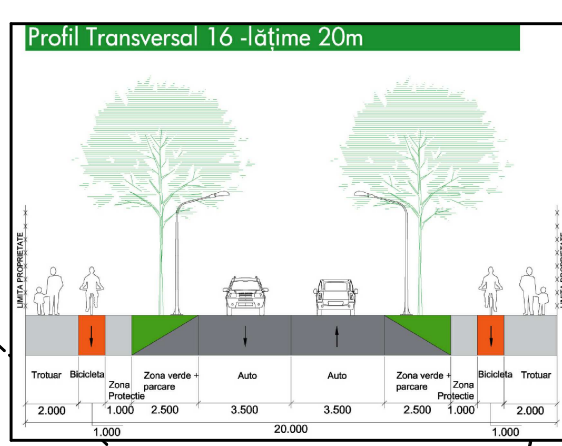 Profil Transversal 16 -lățime 20m
LIMITA PROPRIETATE
LIMITA PROPRIETATE
Trotuar
Bicicleta
Zona
Protectie
Zona verde +
parcare
Auto
Auto
Zona verde +
parcare
Zona
Protectie
Bicicleta
Trotuar
2.000
1.000
2.500
3.500
3.500
2.500
1.000
2.000
1.000
20.000
1.000